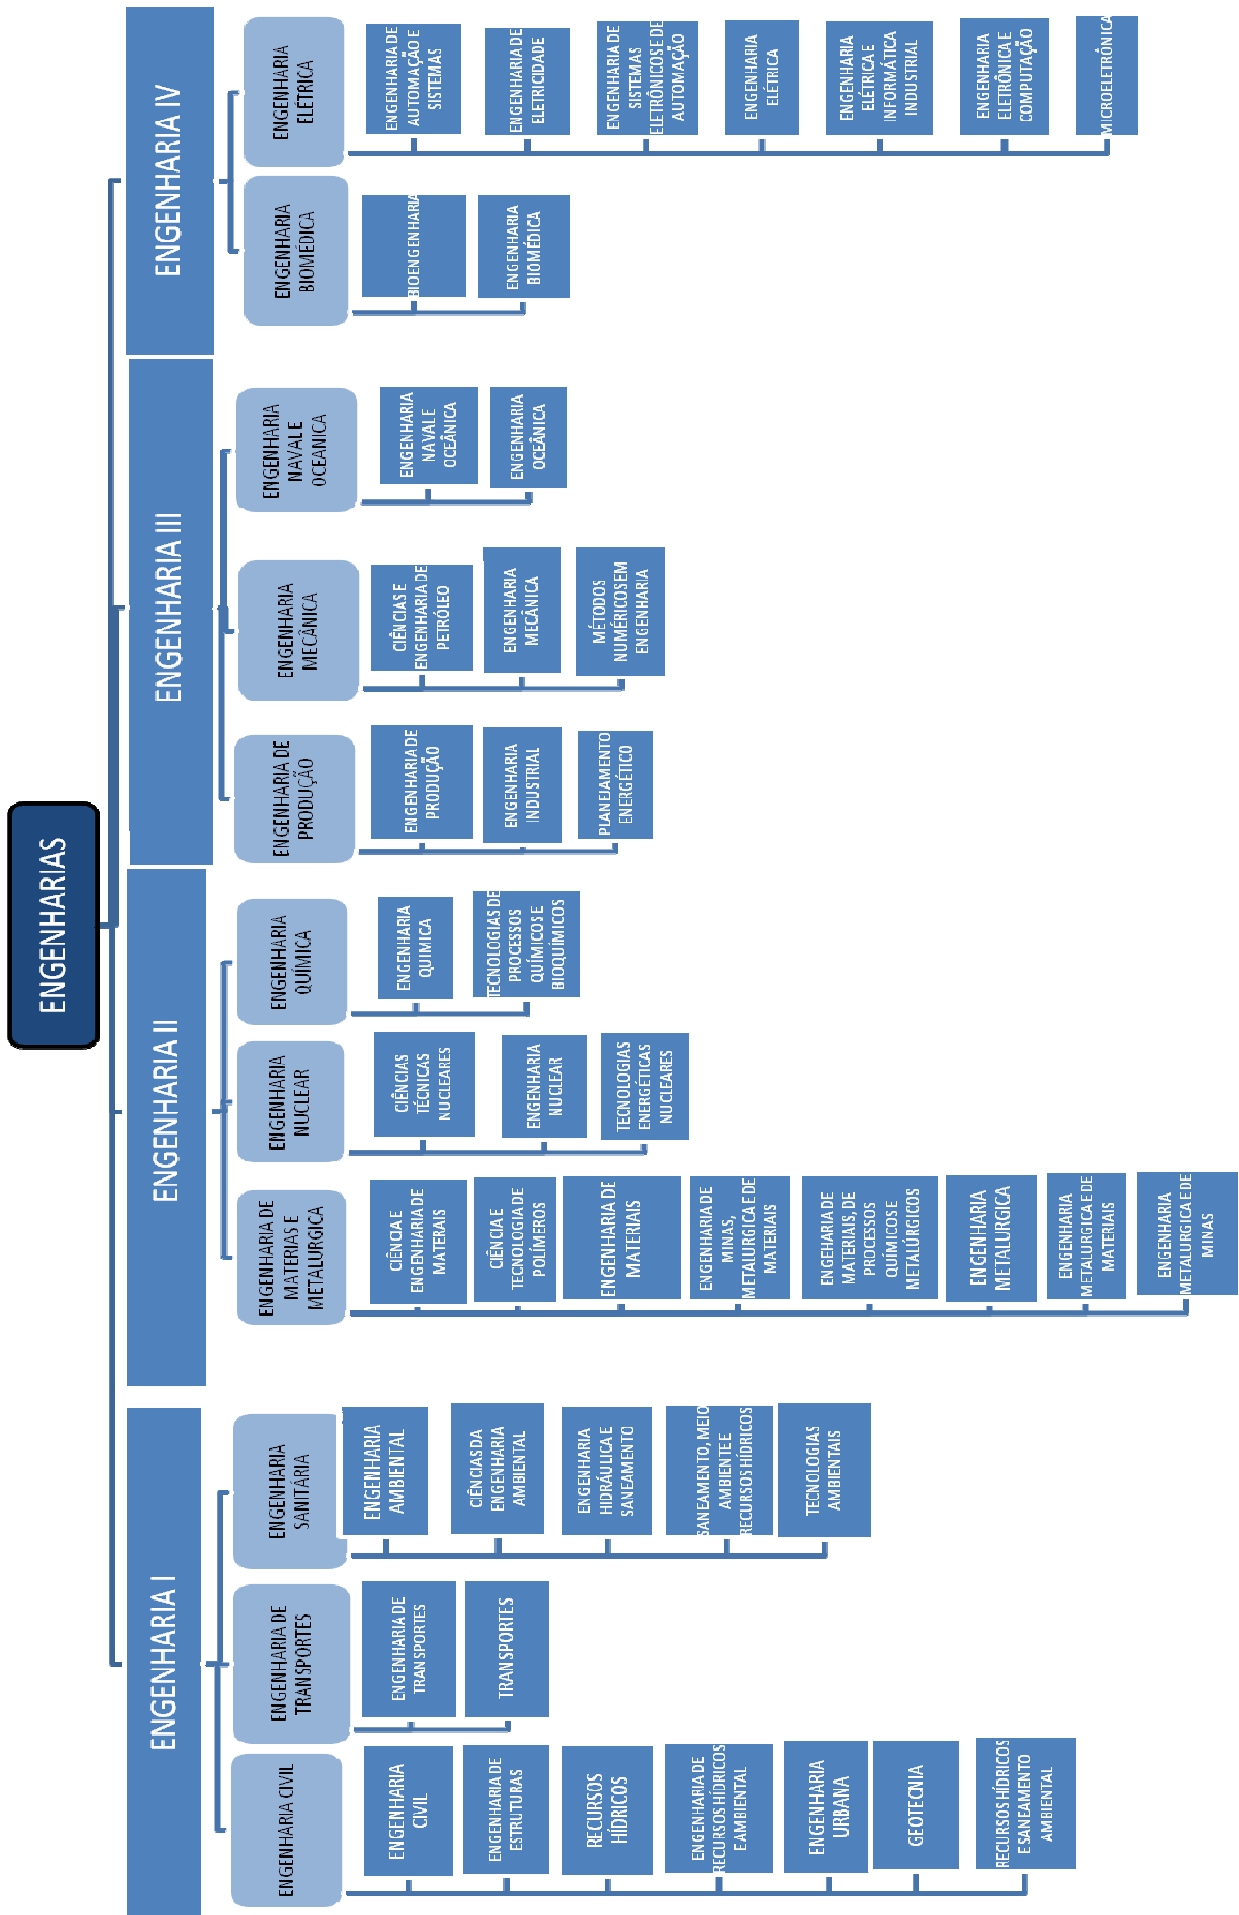 ENGENHARIAS
ENGENHARIA I
ENGENHARIA CIVIL
ENGENHARIA
CIVIL
ENGENHARIA DE
ESTRUTURAS
RECURSOS
HÍDRICOS
ENGENHARIA DE
RECURSOS HÍDRICOS
E AMBIENTAL
ENGENHARIA
URBANA
GEOTECNIA
RECURSOS HÍDRICOS
E SANEAMENTO
AMBIENTAL
ENGENHARIA DE
TRANSPORTES
ENGENHARIA DE
TRANSPORTES
TRANSPORTES
ENGENHARIA
SANITÁRIA
ENGENHARIA
AMBIENTAL
CIÊNCIAS DA
ENGENHARIA
AMBIENTAL
ENGENHARIA
HIDRÁULICA E
SANEAMENTO
SANEAMENTO, MEIO
AMBIENTE E
RECURSOS HÍDRICOS
TECNOLOGIAS
AMBIENTAIS
ENGENHARIA II
ENGENHARIA DE
MATERIAS E
METALURGICA
CIÊNCIA E
ENGENHARIA DE
MATERAIS
CIÊNCIA E
TECNOLOGIA DE
POLÍMEROS
ENGENHARIA DE
MATERIAIS
ENGENHARIA DE
MINAS,
METALURGICA E DE
MATERIAIS
ENGEHARIA DE
MATERIAIS, DE
PROCESSOS
QUÍMICOS E
METALÚRGICOS
ENGENHARIA
METALURGICA
ENGENHARIA
METALURGICA E DE
MATERIAIS
ENGENHARIA
METALURGICA E DE
MINAS
ENGENHARIA
NUCLEAR
CIÊNCIAS
TÉCNICAS
NUCLEARES
ENGENHARIA
NUCLEAR
TECNOLOGIAS
ENERGÉTICAS
NUCLEARES
ENGENHARIA
QUÍMICA
ENGENHARIA
QUIMICA
TECNOLOGIAS DE
PROCESSOS
QUÍMICOS E
BIOQUÍMICOS
ENGENHARIA III
ENGENHARIA DE
PRODUÇÃO
ENGENHARIA DE
PRODUÇÃO
ENGENHARIA
INDUSTRIAL
PLANEJAMENTO
ENERGÉTICO
ENGENHARIA
MECÂNICA
CIÊNCIAS E
ENGENHARIA DE
PETRÓLEO
ENGENHARIA
MECÂNICA
MÉTODOS
NUMÉRICOS EM
ENGENHARIA
ENGENHARIA
NAVAL E
OCEANICA
ENGENHARIA
NAVAL E
OCEÂNICA
ENGENHARIA
OCEÂNICA
ENGENHARIA IV
ENGENHARIA
BIOMÉDICA
BIOENGENHARIA
ENGENHARIA
BIOMÉDICA
ENGENHARIA
ELÉTRICA
ENGENHARIA DE
AUTOMAÇÃO E
SISTEMAS
ENGENHARIA DE
ELETRICIDADE
ENGENHARIA DE
SISTEMAS
ELETRÔNICOS E DE
AUTOMAÇÃO
ENGENHARIA
ELÉTRICA
ENGENHARIA
ELÉTRICA E
INFORMÁTICA
INDUSTRIAL
ENGENHARIA
ELETRÔNICA E
COMPUTAÇÃO
MICROELETRÔNICA